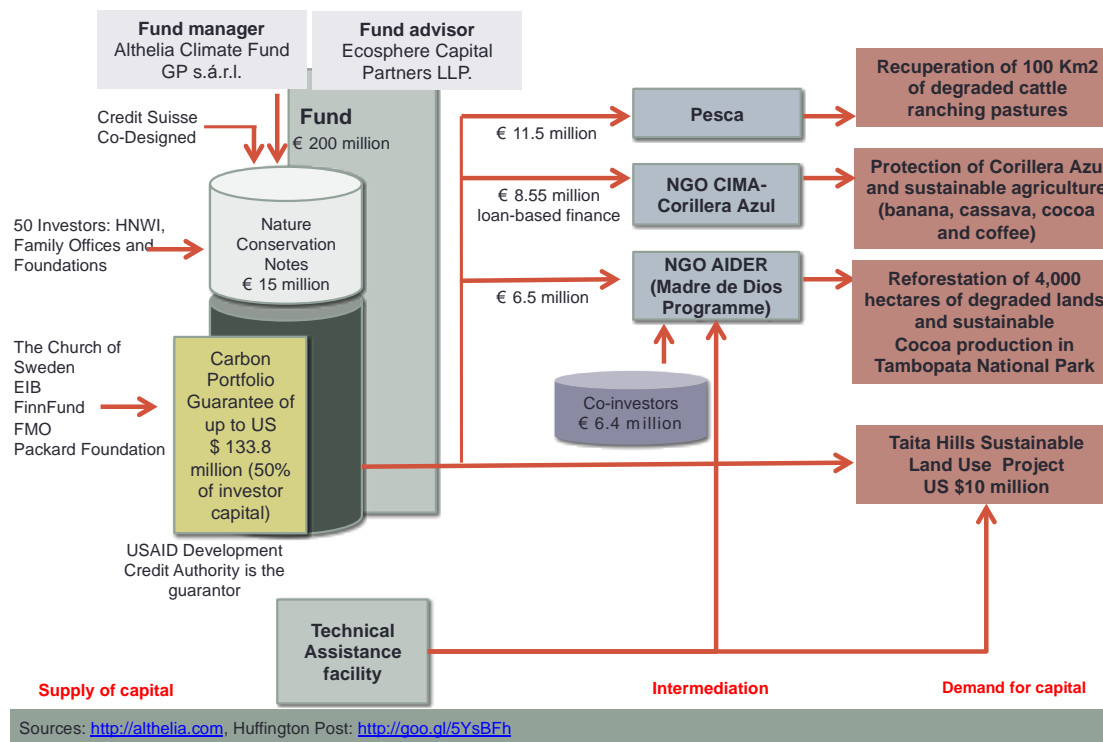 Fund manager
Althelia Climate Fund
GP s.á.r.l.
Fund advisor
Ecosphere Capital
Partners LLP.
Credit Suisse
Co-Designed
Fund
€ 200 million
50 Investors: HNWI,
Family Offices and
Foundations
Nature
Conservation
Notes
€ 15 million
The Church of
Sweden
EIB
FinnFund
FMO
Packard Foundation
Carbon
Portfolio
Guarantee of
up to US
$ 133.8
million (50%
of investor
capital)
USAID Development
Credit Authority is the
guarantor
€ 11.5 million
€ 8.55 million
loan-based finance
€ 6.5 million
Pesca
NGO CIMA-
Corillera Azul
NGO AIDER
(Madre de Dios
Programme)
Co-investors
€ 6.4 million
Recuperation of 100 Km2
of degraded cattle
ranching pastures
Protection of Corillera Azu
and sustainable agriculture
(banana, cassava, cocoa
and coffee)
Reforestation of 4,000
hectares of degraded lands
and sustainable
Cocoa production in
Tambopata National Park
Taita Hills Sustainable
Land Use Project
US $10 million
Technical
Assistance
facility
Supply of capital
Intermediation
Demand for capital
Sources: http://althelia.com, Huffington Post: http://goo.gl/5YsBFh